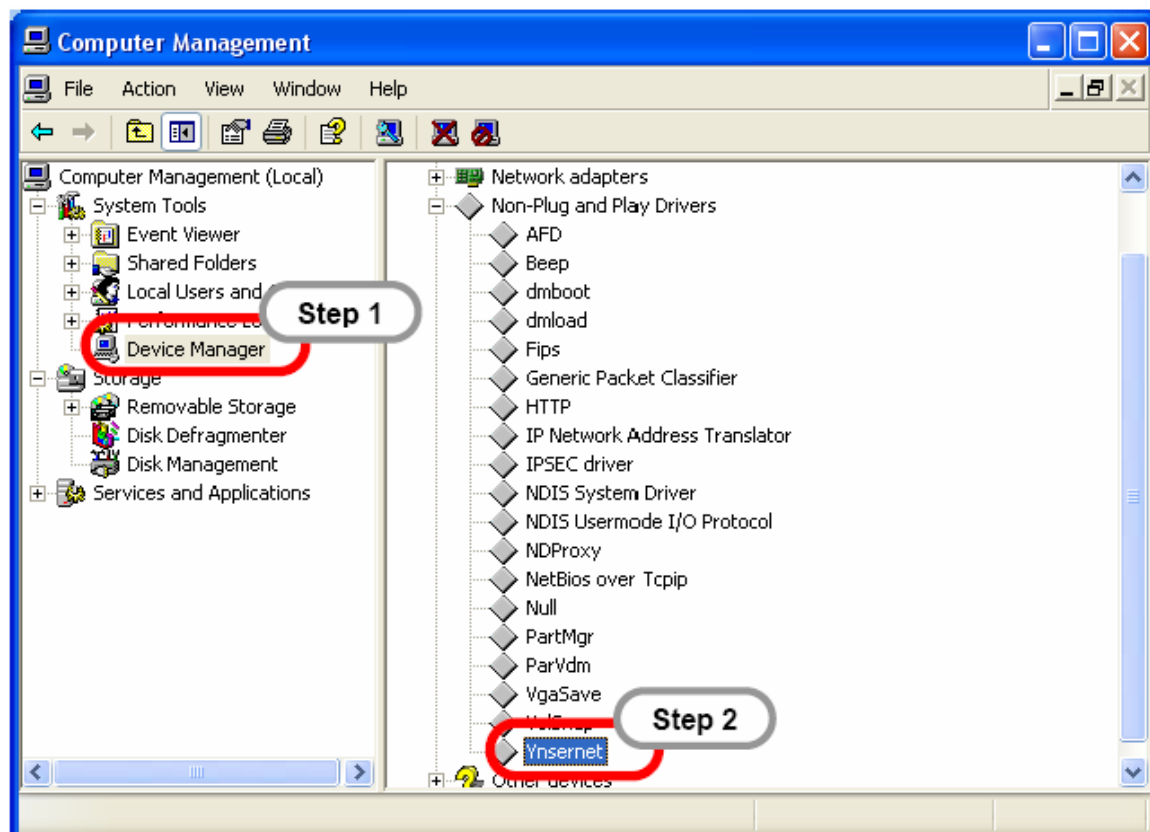 Computer Management
File Action View Window Help
Computer Management (Local)
System Tools
Event Viewer
Shared Folders
Local Users and
Step 1
Device Manager
Storage
Removable Storage
Disk Defragmenter
Disk Management
Services and Applications
Network adapters
Non-Plug and Play Drivers
AFD
Beep
dmboot
dmload
Fips
Generic Packet Classifier
HTTP
IP Network Address Translator
IPSEC driver
NDIS System Driver
NDIS Usermode I/O Protocol
NDProxy
NetBios over Tcpip
Null
PartMgr
ParVdm
VgaSave
Step 2
Ynsernet
Other devices